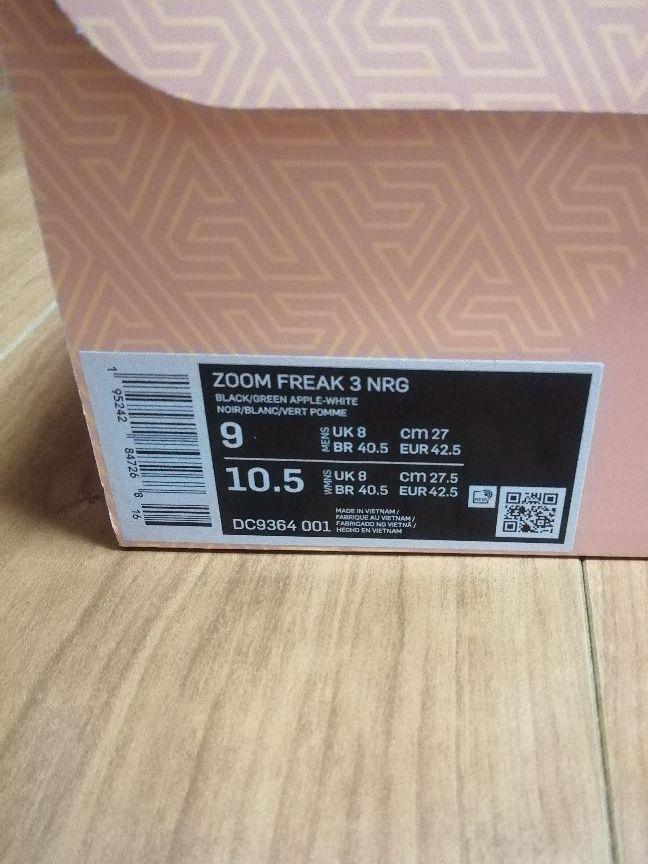 ZOOM FREAK 3 NRG
BLACK/GREEN APPLE-WHITE
NOIR/BLANC/VERT POMME
9 MENS UK 8 cm 27
BR 40.5 EUR 42.5
10.5 WMNS UK 8 cm 27.5
BR 40.5 EUR 42.5
DC9364 001
MADE IN VIETNAM /
FABRIQUE AU VIETNAM /
FABRICADO NO VIETNÃ /
HECHO EN VIETNAM
1 95242 84726 8 16